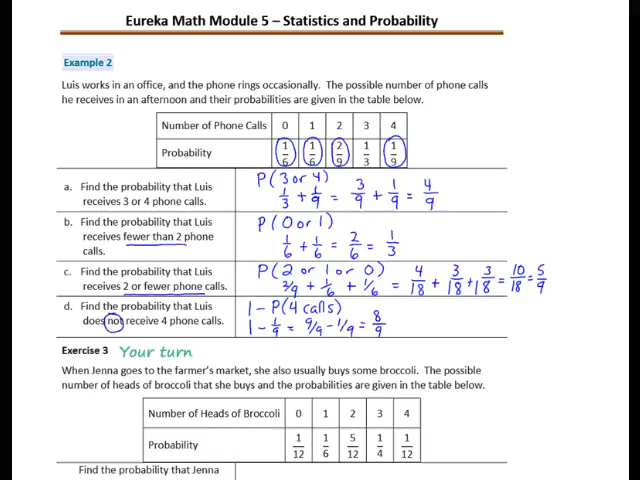 Eureka Math Module 5 – Statistics and Probability
Example 2
Luis works in an office, and the phone rings occasionally. The possible number of phone calls
he receives in an afternoon and their probabilities are given in the table below.
Number of Phone Calls 0 1 2 3 4
Probability 1/6 1/6 2/9 1/3 1/9
a. Find the probability that Luis
receives 3 or 4 phone calls.
P(3 or 4)
1/3 + 1/9 = 3/9 + 1/9 = 4/9
b. Find the probability that Luis
receives fewer than 2 phone
calls.
P(0 or 1)
1/6 + 1/6 = 2/6 = 1/3
c. Find the probability that Luis
receives 2 or fewer phone calls.
P(2 or 1 or 0)
2/9 + 1/6 + 1/6 = 4/18 + 3/18 + 3/18 = 10/18 = 5/9
d. Find the probability that Luis
does not receive 4 phone calls.
1 - P(4 calls)
1 - 1/9 = 9/9 - 1/9 = 8/9
Exercise 3 Your turn
When Jenna goes to the farmer's market, she also usually buys some broccoli. The possible
number of heads of broccoli that she buys and the probabilities are given in the table below.
Number of Heads of Broccoli 0 1 2 3 4
Probability 1/12 1/6 5/12 1/4 1/12
Find the probability that Jenna